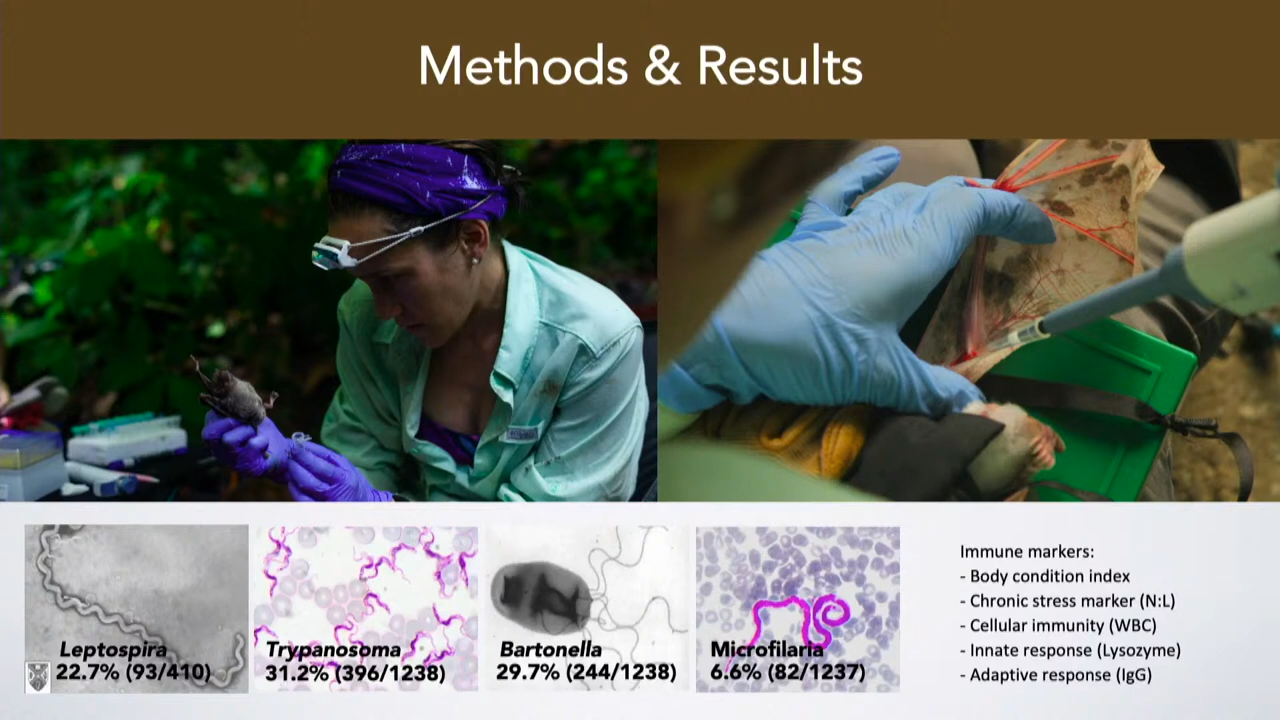 Methods & Results
Leptospira
22.7% (93/410)
Trypanosoma
31.2% (396/1238)
Bartonella
29.7% (244/1238)
Microfilaria
6.6% (82/1237)
Immune markers:
- Body condition index
- Chronic stress marker (N:L)
- Cellular immunity (WBC)
- Innate response (Lysozyme)
- Adaptive response (IgG)